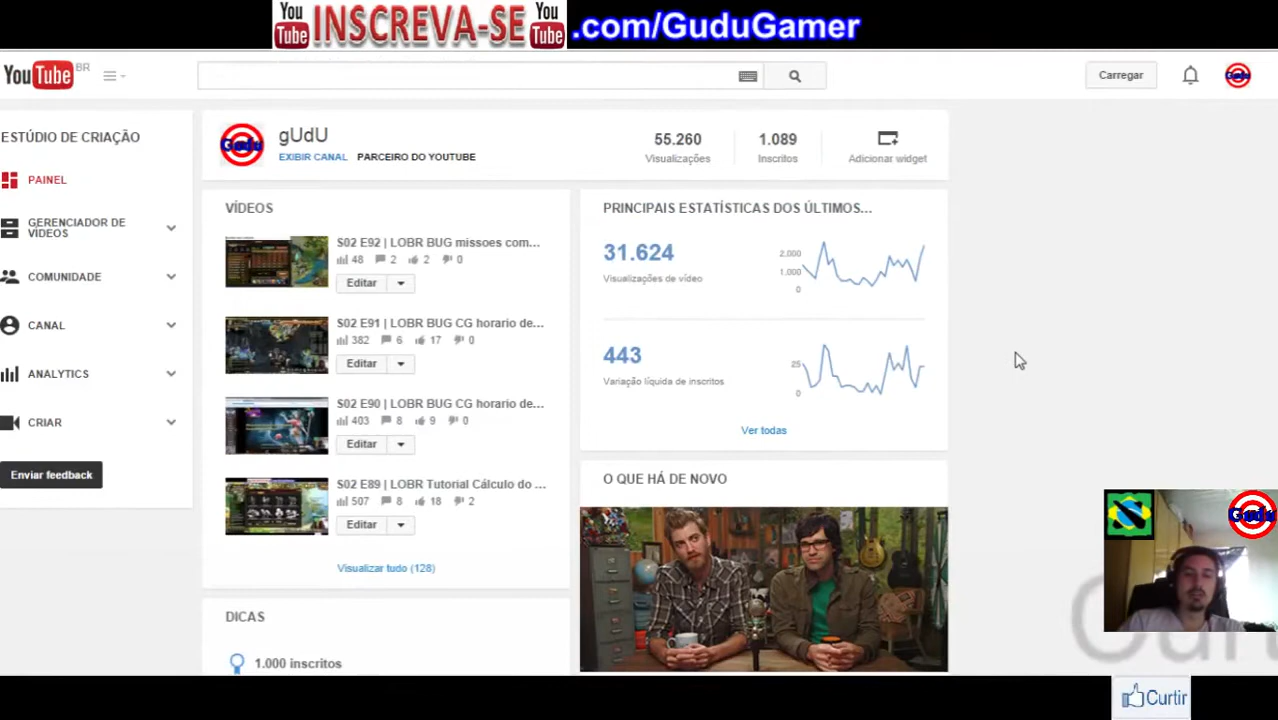 You Tube INSCREVA-SE You Tube .com/GuduGamer
YouTube BR
Carregar
Gudu
ESTÚDIO DE CRIAÇÃO
PAINEL
GERENCIADOR DE
VÍDEOS
COMUNIDADE
CANAL
ANALYTICS
CRIAR
Enviar feedback
Gudu
gUdU
EXIBIR CANAL PARCEIRO DO YOUTUBE
55.260
Visualizações
1.089
Inscritos
Adicionar widget
VÍDEOS
S02 E92 | LOBR BUG missoes com...
48 2 2 0
Editar
S02 E91 | LOBR BUG CG horario de...
382 6 17 0
Editar
S02 E90 | LOBR BUG CG horario de...
403 8 9 0
Editar
S02 E89 | LOBR Tutorial Cálculo do ...
507 8 18 2
Editar
Visualizar tudo (128)
DICAS
1.000 inscritos
PRINCIPAIS ESTATÍSTICAS DOS ÚLTIMOS...
31.624
Visualizações de vídeo
2.000
1.000
0
443
Variação líquida de inscritos
25
0
Ver todas
O QUE HÁ DE NOVO
Gudu
Curtir